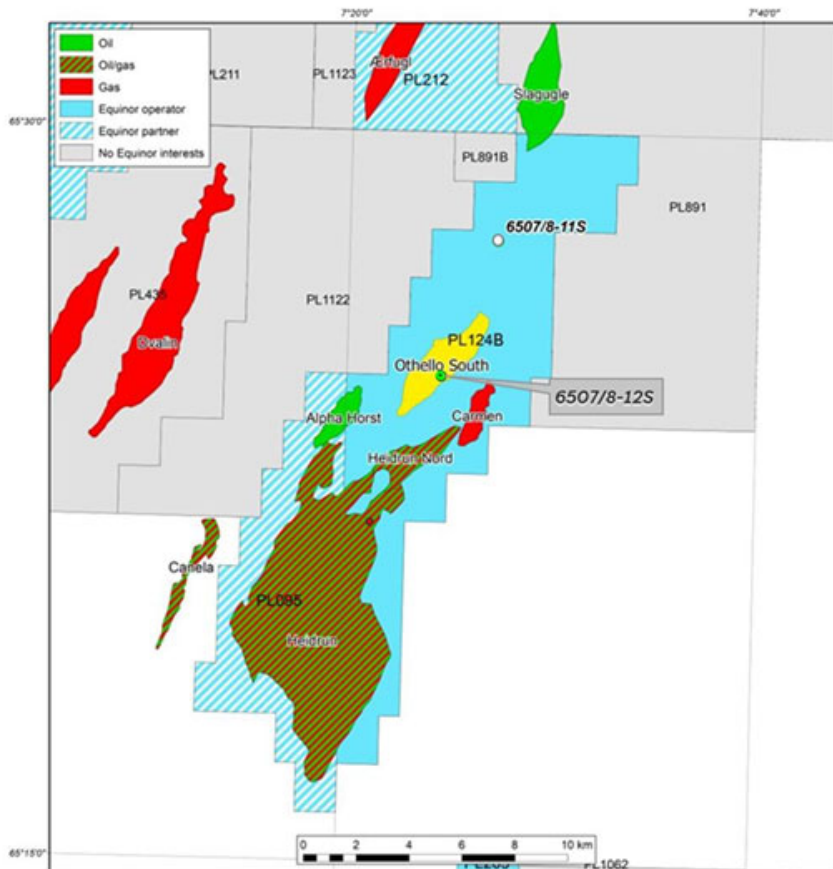 7°20'0"
7°40'0"
Oil
Oil/gas
Gas
Equinor operator
Equinor partner
No Equinor interests
PL211
PL1123
Ærfugl
PL212
Slagugle
65°30'
PL891B
PL891
6507/8-11S
PL435
PL1122
Dvalin
PL124B
Othello South
6507/8-12S
Alpha Horst
Carmen
Heidrun Nord
Canela
PL095
Heidrun
65°15'0"
0 2 4 6 8 10 km
PL1062